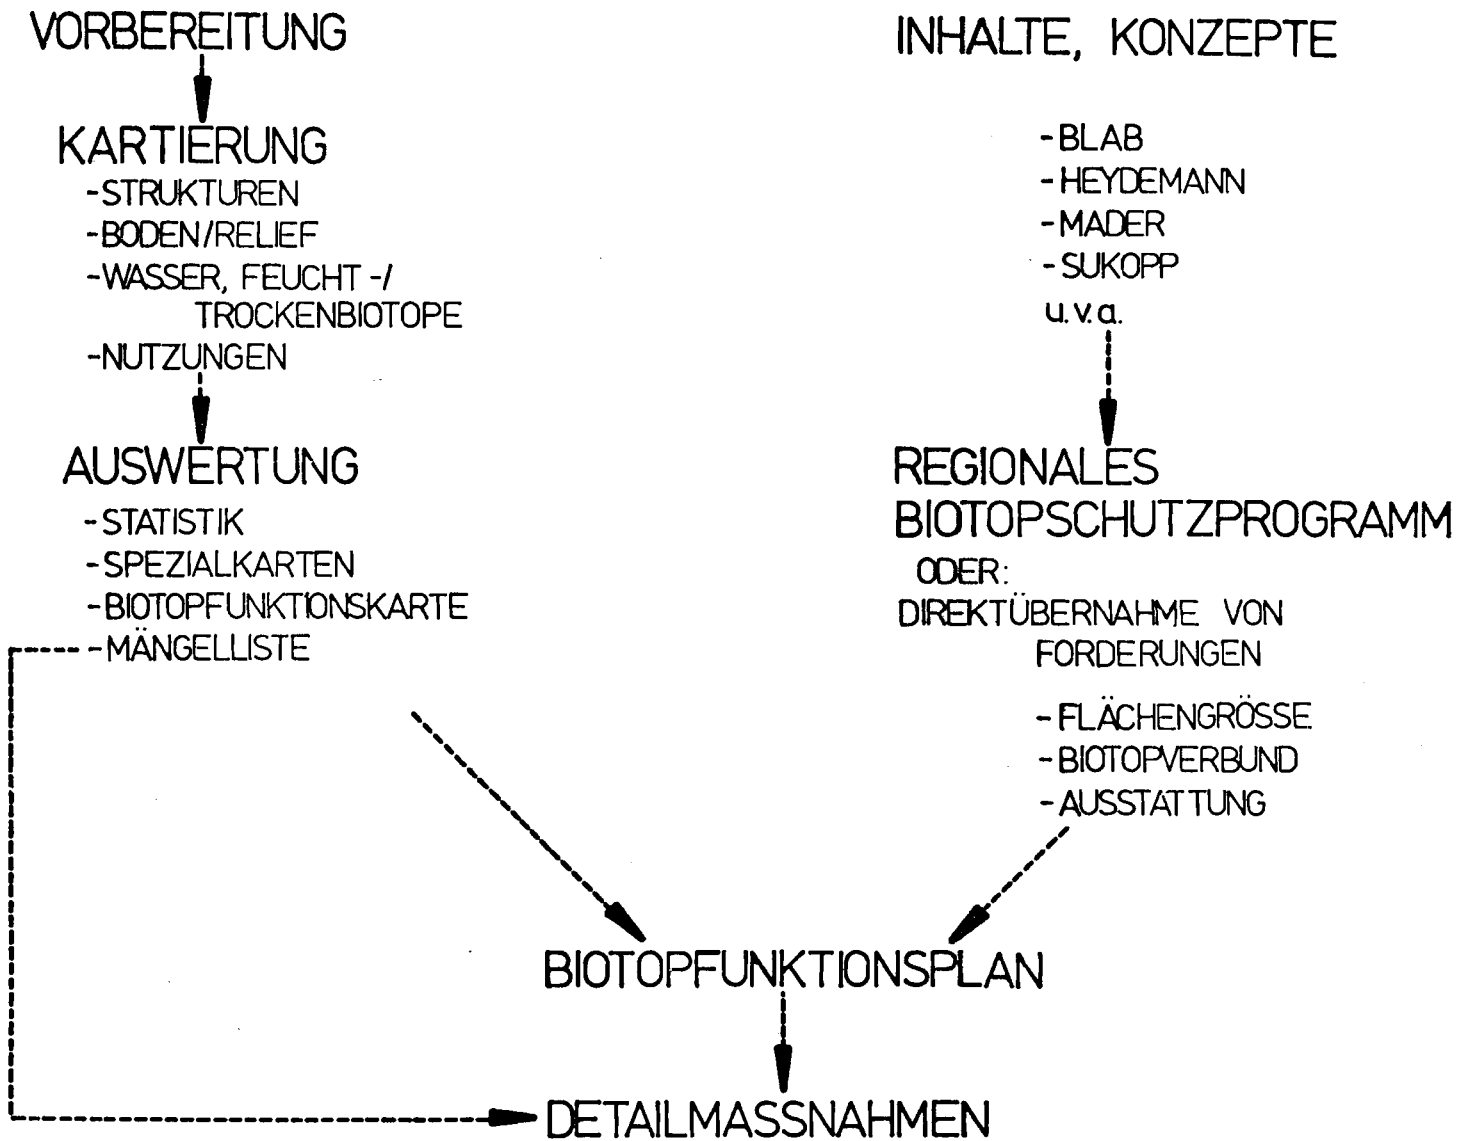 VORBEREITUNG
KARTIERUNG
-STRUKTUREN
-BODEN/RELIEF
-WASSER, FEUCHT-/
TROCKENBIOTOPE
-NUTZUNGEN
AUSWERTUNG
-STATISTIK
-SPEZIALKARTEN
-BIOTOPFUNKTIONSKARTE
-MÄNGELLISTE
INHALTE, KONZEPTE
-BLAB
-HEYDEMANN
-MADER
-SUKOPP
u.v.a.
REGIONALES
BIOTOPSCHUTZPROGRAMM
ODER:
DIREKTÜBERNAHME VON
FORDERUNGEN
-FLÄCHENGRÖSSE
-BIOTOPVERBUND
-AUSSTATTUNG
BIOTOPFUNKTIONSPLAN
DETAILMASSNAHMEN